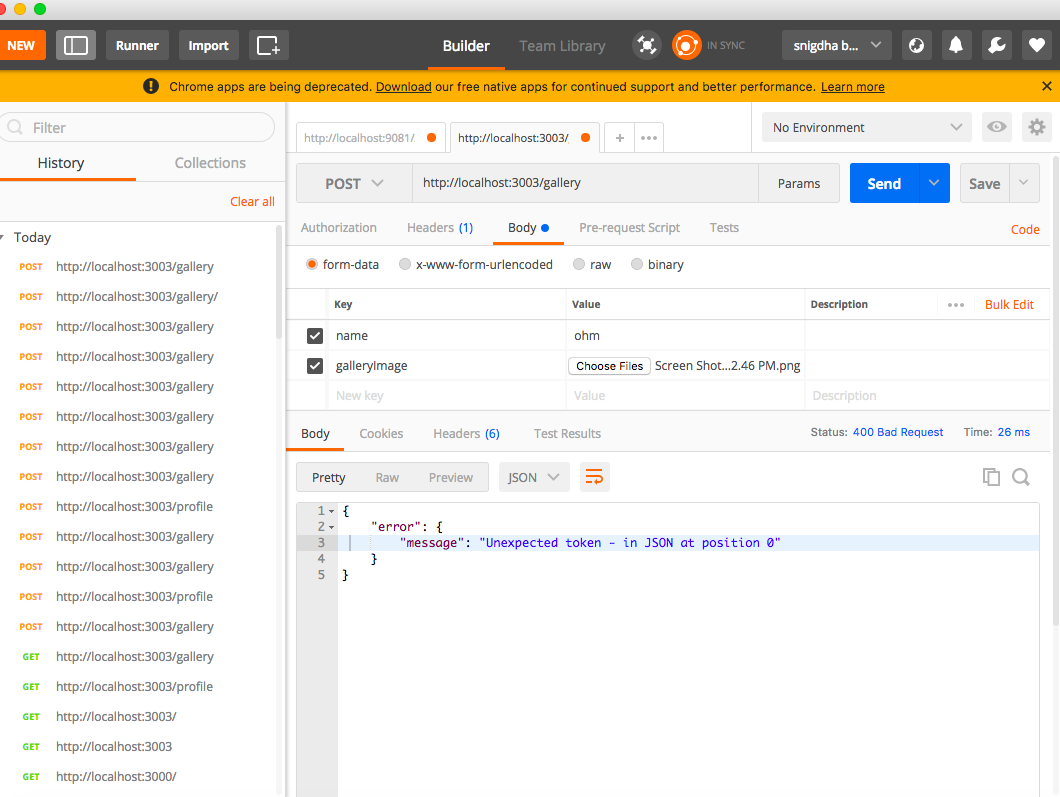 NEW Runner Import Builder Team Library IN SYNC snigdha b...
! Chrome apps are being deprecated. Download our free native apps for continued support and better performance. Learn more
Filter
History Collections
Clear all
Today
POST http://localhost:3003/gallery
POST http://localhost:3003/gallery/
POST http://localhost:3003/gallery
POST http://localhost:3003/gallery
POST http://localhost:3003/gallery
POST http://localhost:3003/gallery
POST http://localhost:3003/gallery
POST http://localhost:3003/gallery
POST http://localhost:3003/profile
POST http://localhost:3003/gallery
POST http://localhost:3003/gallery
POST http://localhost:3003/profile
POST http://localhost:3003/gallery
GET http://localhost:3003/gallery
GET http://localhost:3003/profile
GET http://localhost:3003/
GET http://localhost:3003
GET http://localhost:3000/
http://localhost:9081/ http://localhost:3003/ + ••• No Environment
POST http://localhost:3003/gallery Params Send Save
Authorization Headers (1) Body Pre-request Script Tests Code
form-data x-www-form-urlencoded raw binary
Key Value Description ••• Bulk Edit
name ohm
galleryImage Choose Files Screen Shot...2.46 PM.png
New key Value Description
Body Cookies Headers (6) Test Results Status: 400 Bad Request Time: 26 ms
Pretty Raw Preview JSON
1 {
2 "error": {
3 "message": "Unexpected token - in JSON at position 0"
4 }
5 }